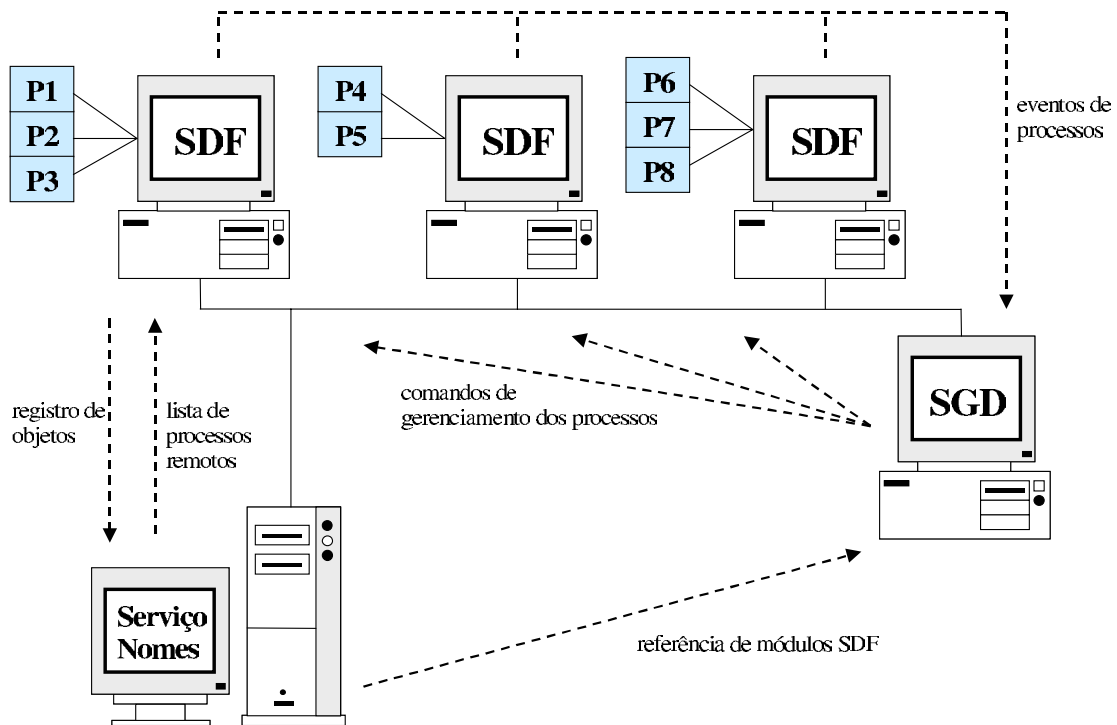 P1
P2
P3
SDF
P4
P5
SDF
P6
P7
P8
SDF
eventos de
processos
registro de
objetos
lista de
processos
remotos
comandos de
gerenciamento dos processos
SGD
Serviço
Nomes
referência de módulos SDF